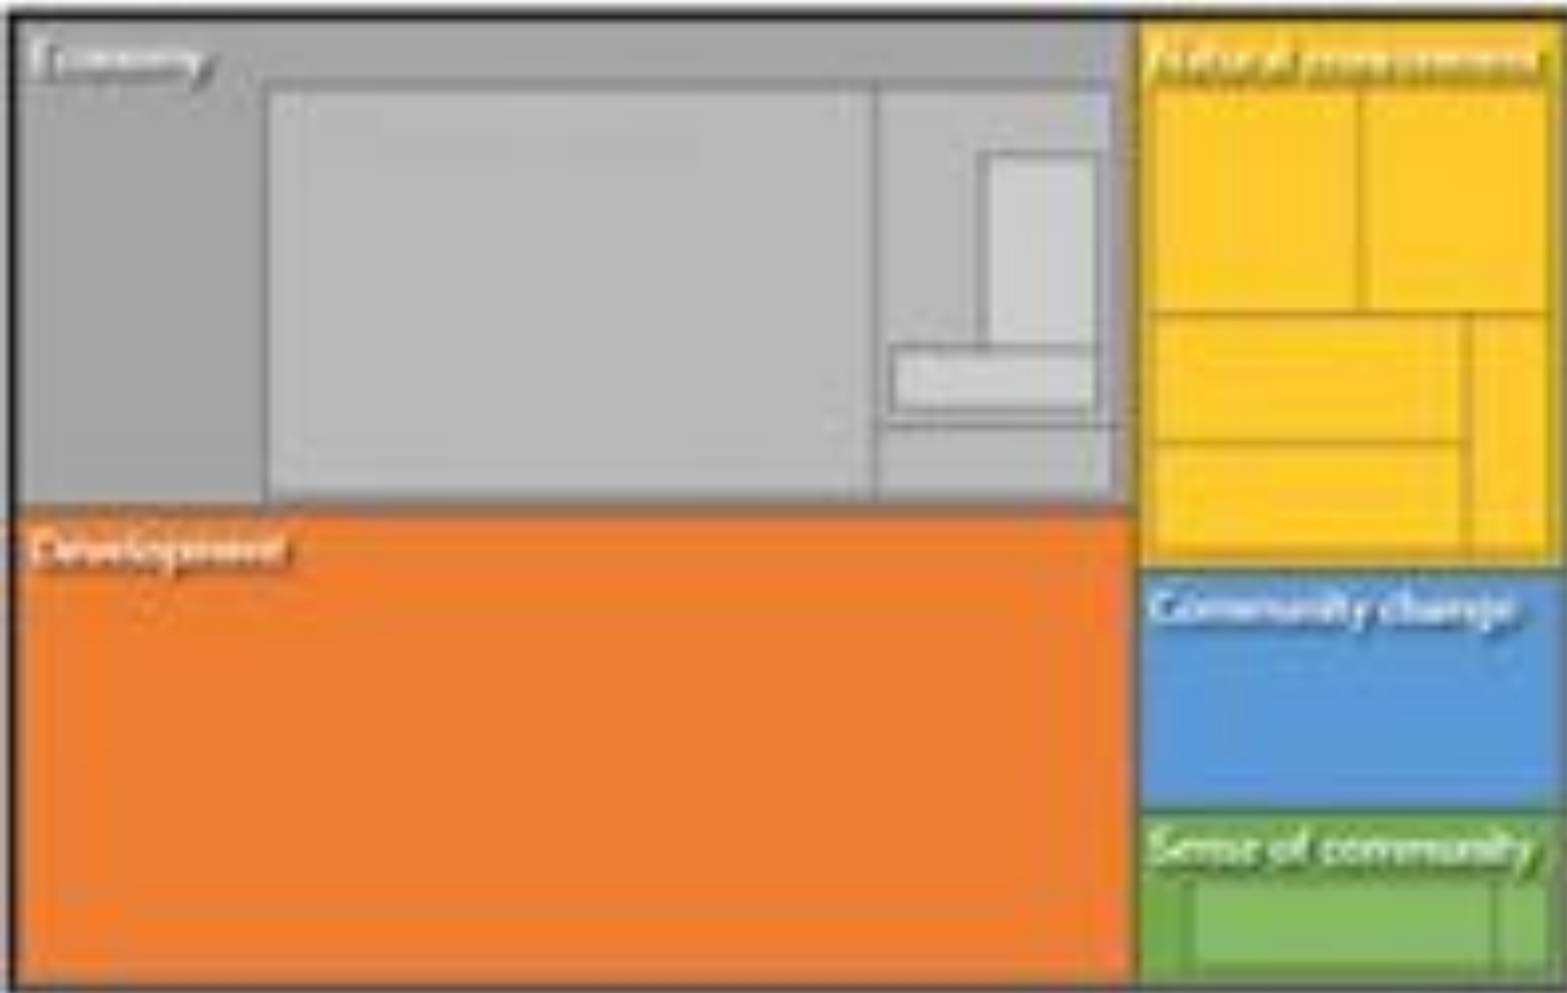 Economy
Natural environment
Development
Community change
Sense of community